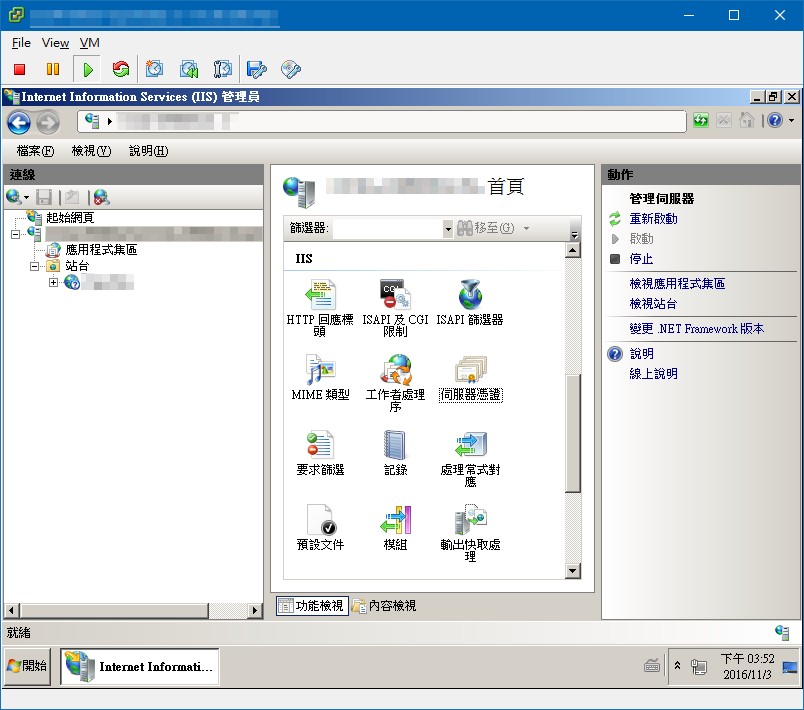 File View VM
Internet Information Services (IIS) 管理員
檔案(F) 檢視(V) 說明(H)
連線
起始網頁
應用程式集區
站台
首頁
篩選器:
移至(G)
IIS
HTTP 回應標
頭
ISAPI 及 CGI
限制
ISAPI 篩選器
MIME 類型
工作者處理
序
伺服器憑證
要求篩選
記錄
處理常式對
應
預設文件
模組
輸出快取處
理
功能檢視
內容檢視
動作
管理伺服器
重新啟動
啟動
停止
檢視應用程式集區
檢視站台
變更 .NET Framework 版本
說明
線上說明
就緒
開始
Internet Informati...
下午 03:52
2016/11/3